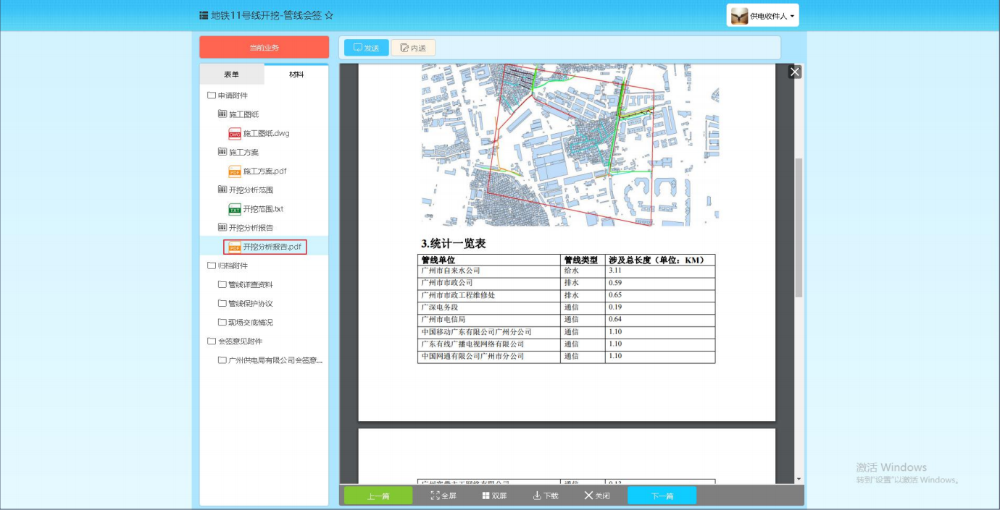 地铁11号线开挖-管线会签
供电收件人
当前业务
发送
内送
表单
材料
申请附件
施工图纸
DWG 施工图纸.dwg
施工方案
PDF 施工方案.pdf
开挖分析范围
TXT 开挖范围.txt
开挖分析报告
PDF 开挖分析报告.pdf
归档附件
管线详查资料
管线保护协议
现场交底情况
会签意见附件
广州供电局有限公司会签意...
3.统计一览表
管线单位 管线类型 涉及总长度（单位：KM）
广州市自来水公司 给水 3.11
广州市市政公司 排水 0.59
广州市市政工程维修处 排水 0.65
广深电务段 通信 0.19
广州市电信局 通信 0.64
中国移动广东有限公司广州分公司 通信 1.10
广东有线广播电视网络有限公司 通信 1.10
中国网通有限公司广州市分公司 通信 1.10
通信 0.12
上一篇
全屏
双屏
下载
关闭
下一篇
激活 Windows
转到"设置"以激活 Windows。